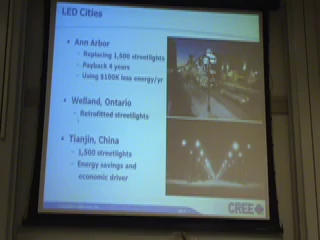 LED Cities
• Ann Arbor
- Replacing 1,000 streetlights
- Payback 4 years
- Using $100K less energy/yr
• Welland, Ontario
- Retrofitted streetlights
• Tianjin, China
- 1,500 streetlights
- Energy savings and
economic driver
CREE